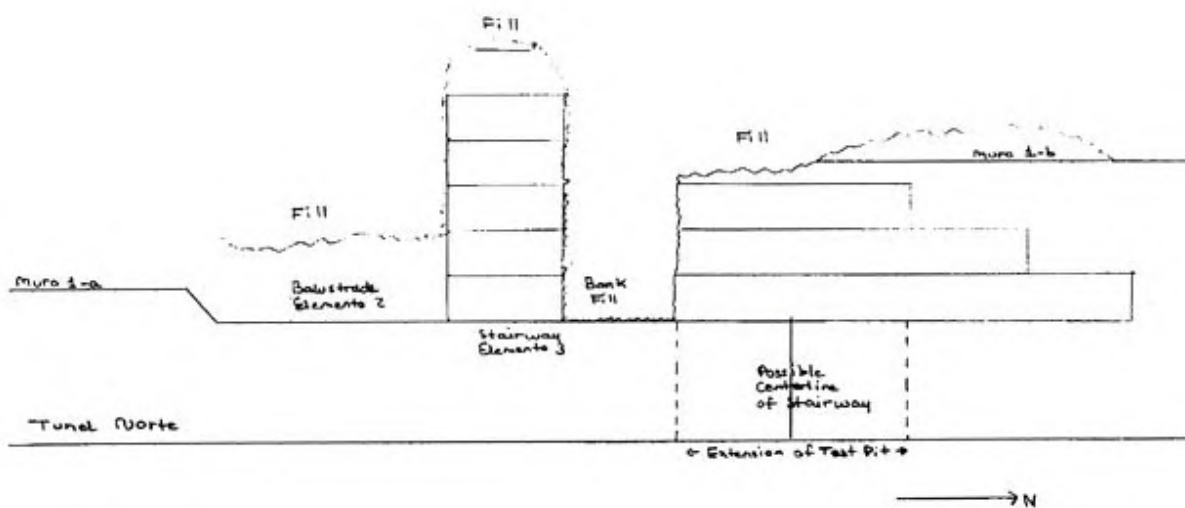 Fill
Fill
Muro 1-b
Fill
Muro 1-a
Balustrade
Elemento 2
Bank
Fill
Stairway
Elemento 3
Possible
Centerline
of Stairway
Tunel Norte
← Extension of Test Pit →
N